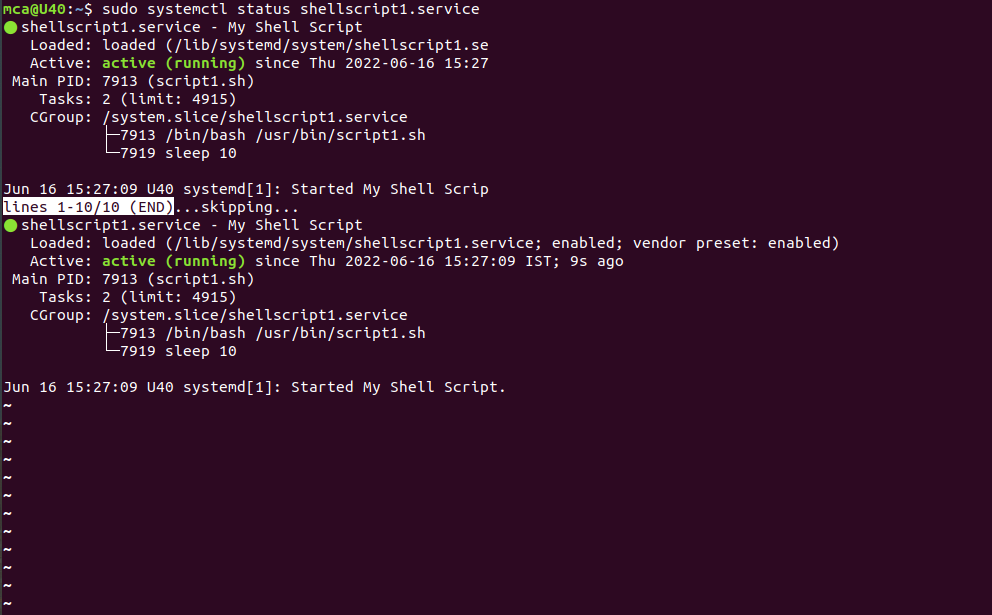 mca@U40:~$ sudo systemctl status shellscript1.service
● shellscript1.service - My Shell Script
   Loaded: loaded (/lib/systemd/system/shellscript1.se
   Active: active (running) since Thu 2022-06-16 15:27
 Main PID: 7913 (script1.sh)
    Tasks: 2 (limit: 4915)
   CGroup: /system.slice/shellscript1.service
           ├─7913 /bin/bash /usr/bin/script1.sh
           └─7919 sleep 10

Jun 16 15:27:09 U40 systemd[1]: Started My Shell Scrip
lines 1-10/10 (END)...skipping...
● shellscript1.service - My Shell Script
   Loaded: loaded (/lib/systemd/system/shellscript1.service; enabled; vendor preset: enabled)
   Active: active (running) since Thu 2022-06-16 15:27:09 IST; 9s ago
 Main PID: 7913 (script1.sh)
    Tasks: 2 (limit: 4915)
   CGroup: /system.slice/shellscript1.service
           ├─7913 /bin/bash /usr/bin/script1.sh
           └─7919 sleep 10

Jun 16 15:27:09 U40 systemd[1]: Started My Shell Script.
~
~
~
~
~
~
~
~
~
~
~
~